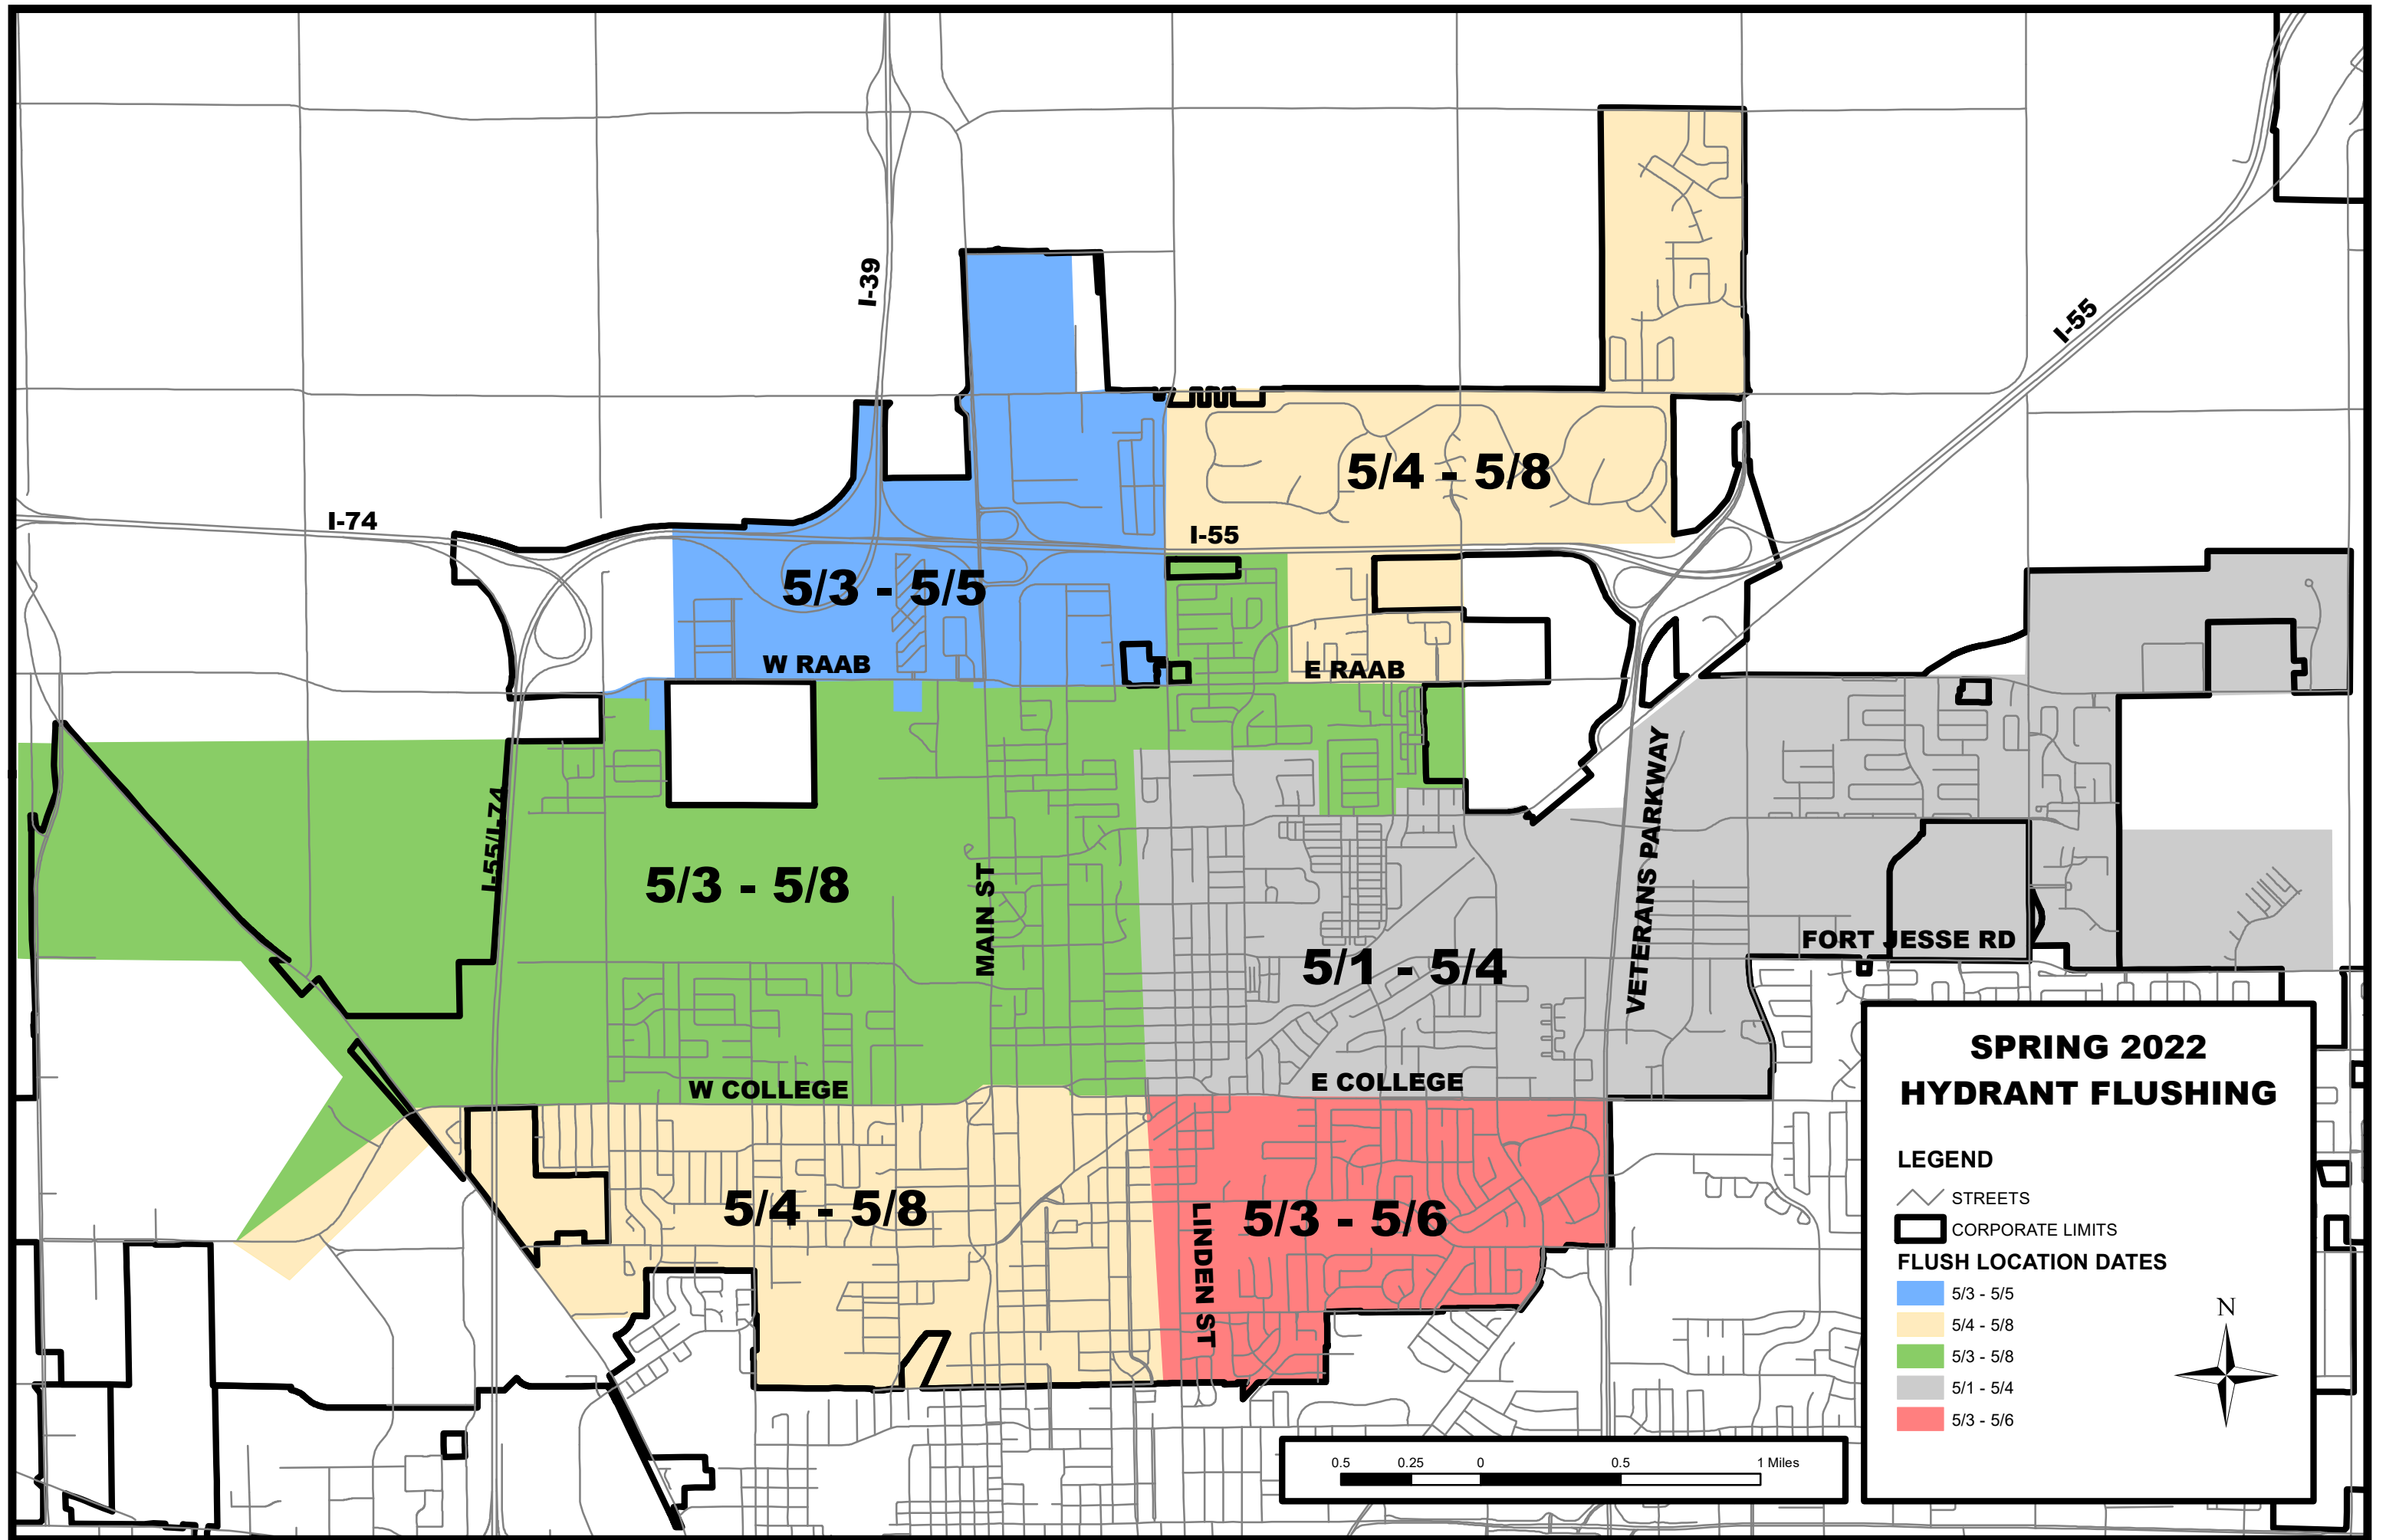 I-39
I-55
I-74
5/4 - 5/8
I-55
5/3 - 5/5
W RAAB
E RAAB
I-55/I-74
5/3 - 5/8
MAIN ST
VETERANS PARKWAY
FORT JESSE RD
5/1 - 5/4
W COLLEGE
E COLLEGE
5/4 - 5/8
LINDEN ST
5/3 - 5/6
SPRING 2022
HYDRANT FLUSHING
LEGEND
STREETS
CORPORATE LIMITS
FLUSH LOCATION DATES
5/3 - 5/5
5/4 - 5/8
5/3 - 5/8
5/1 - 5/4
5/3 - 5/6
N
0.5 0.25 0 0.5 1 Miles